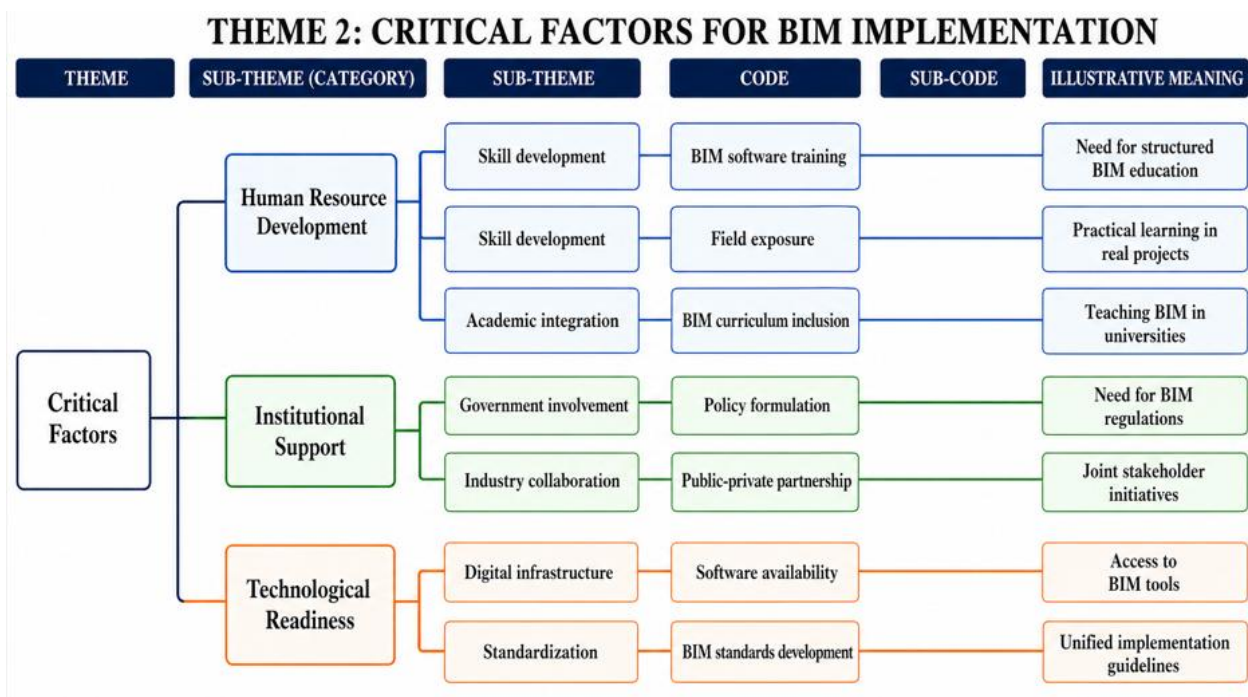 THEME 2: CRITICAL FACTORS FOR BIM IMPLEMENTATION
THEME
SUB-THEME (CATEGORY)
SUB-THEME
CODE
SUB-CODE
ILLUSTRATIVE MEANING
Critical
Factors
Human Resource
Development
Skill development
BIM software training
Need for structured
BIM education
Skill development
Field exposure
Practical learning in
real projects
Academic integration
BIM curriculum inclusion
Teaching BIM in
universities
Institutional
Support
Government involvement
Policy formulation
Need for BIM
regulations
Industry collaboration
Public-private partnership
Joint stakeholder
initiatives
Technological
Readiness
Digital infrastructure
Software availability
Access to
BIM tools
Standardization
BIM standards development
Unified implementation
guidelines